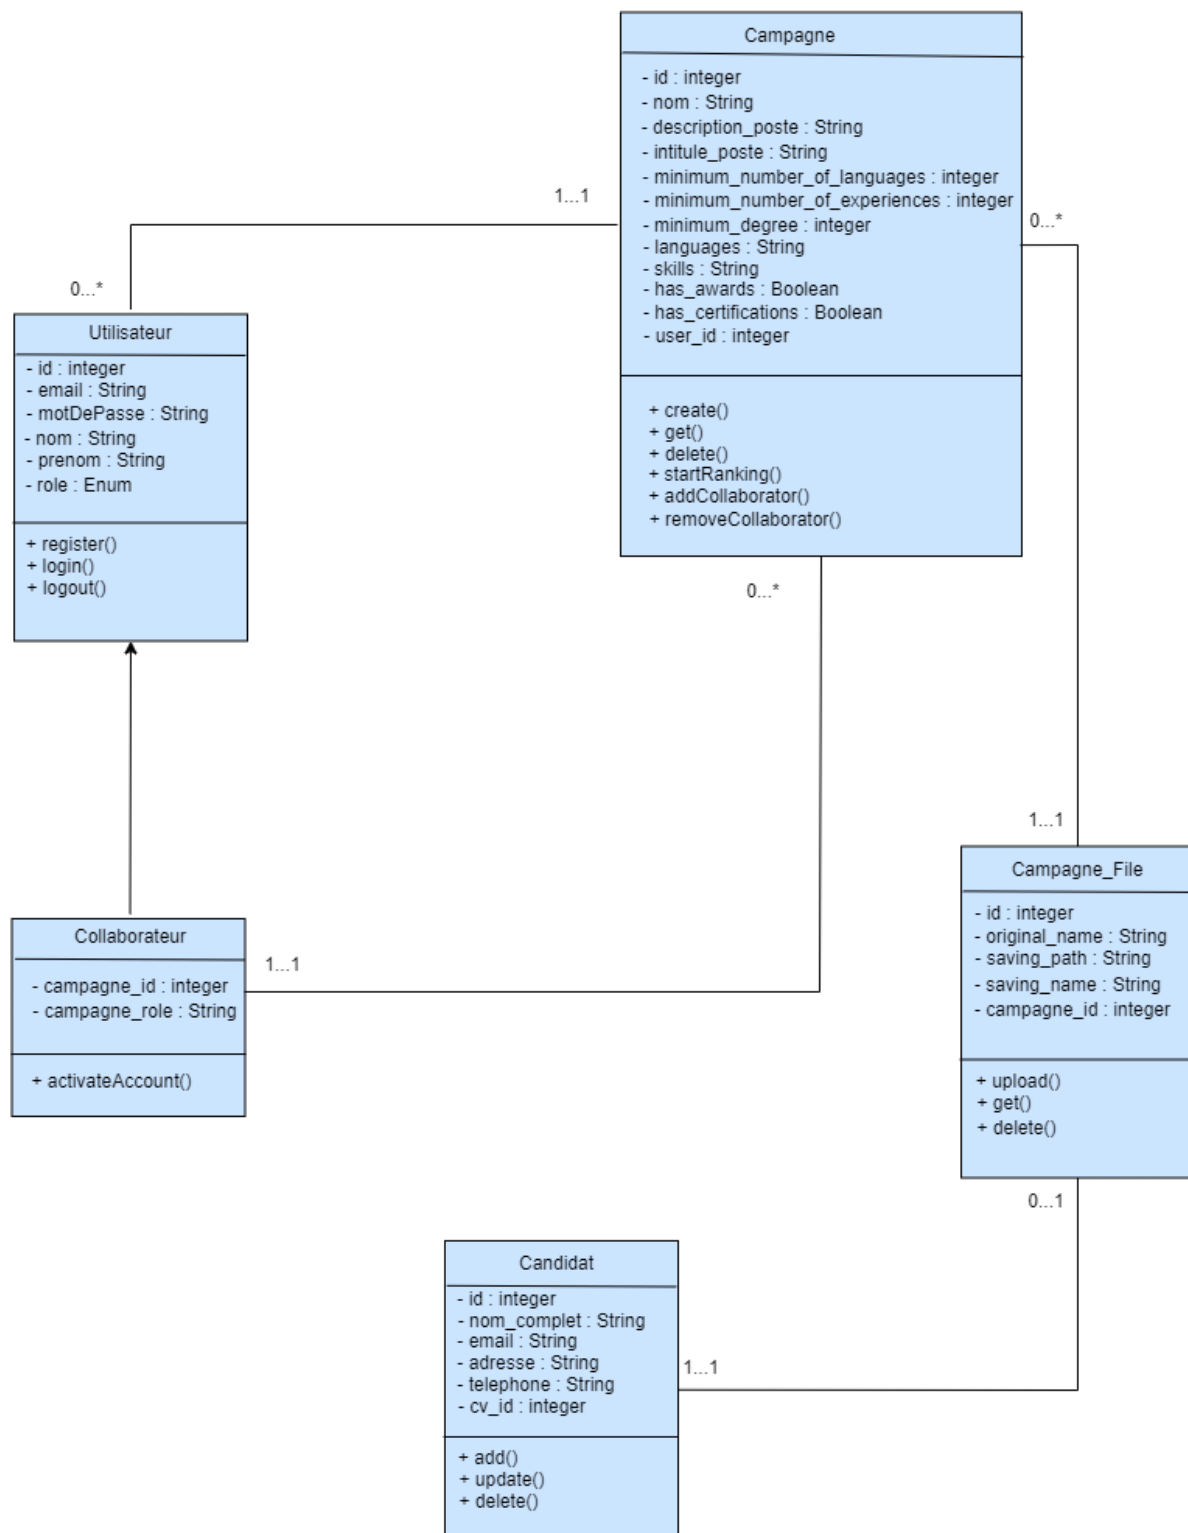 Campagne
- id : integer
- nom : String
- description_poste : String
- intitule_poste : String
- minimum_number_of_languages : integer
- minimum_number_of_experiences : integer
- minimum_degree : integer
- languages : String
- skills : String
- has_awards : Boolean
- has_certifications : Boolean
- user_id : integer
+ create()
+ get()
+ delete()
+ startRanking()
+ addCollaborator()
+ removeCollaborator()
1...1
0...*
0...*
Utilisateur
- id : integer
- email : String
- motDePasse : String
- nom : String
- prenom : String
- role : Enum
+ register()
+ login()
+ logout()
0...*
1...1
Collaborateur
- campagne_id : integer
- campagne_role : String
+ activateAccount()
1...1
Campagne_File
- id : integer
- original_name : String
- saving_path : String
- saving_name : String
- campagne_id : integer
+ upload()
+ get()
+ delete()
0...1
Candidat
- id : integer
- nom_complet : String
- email : String
- adresse : String
- telephone : String
- cv_id : integer
+ add()
+ update()
+ delete()
1...1